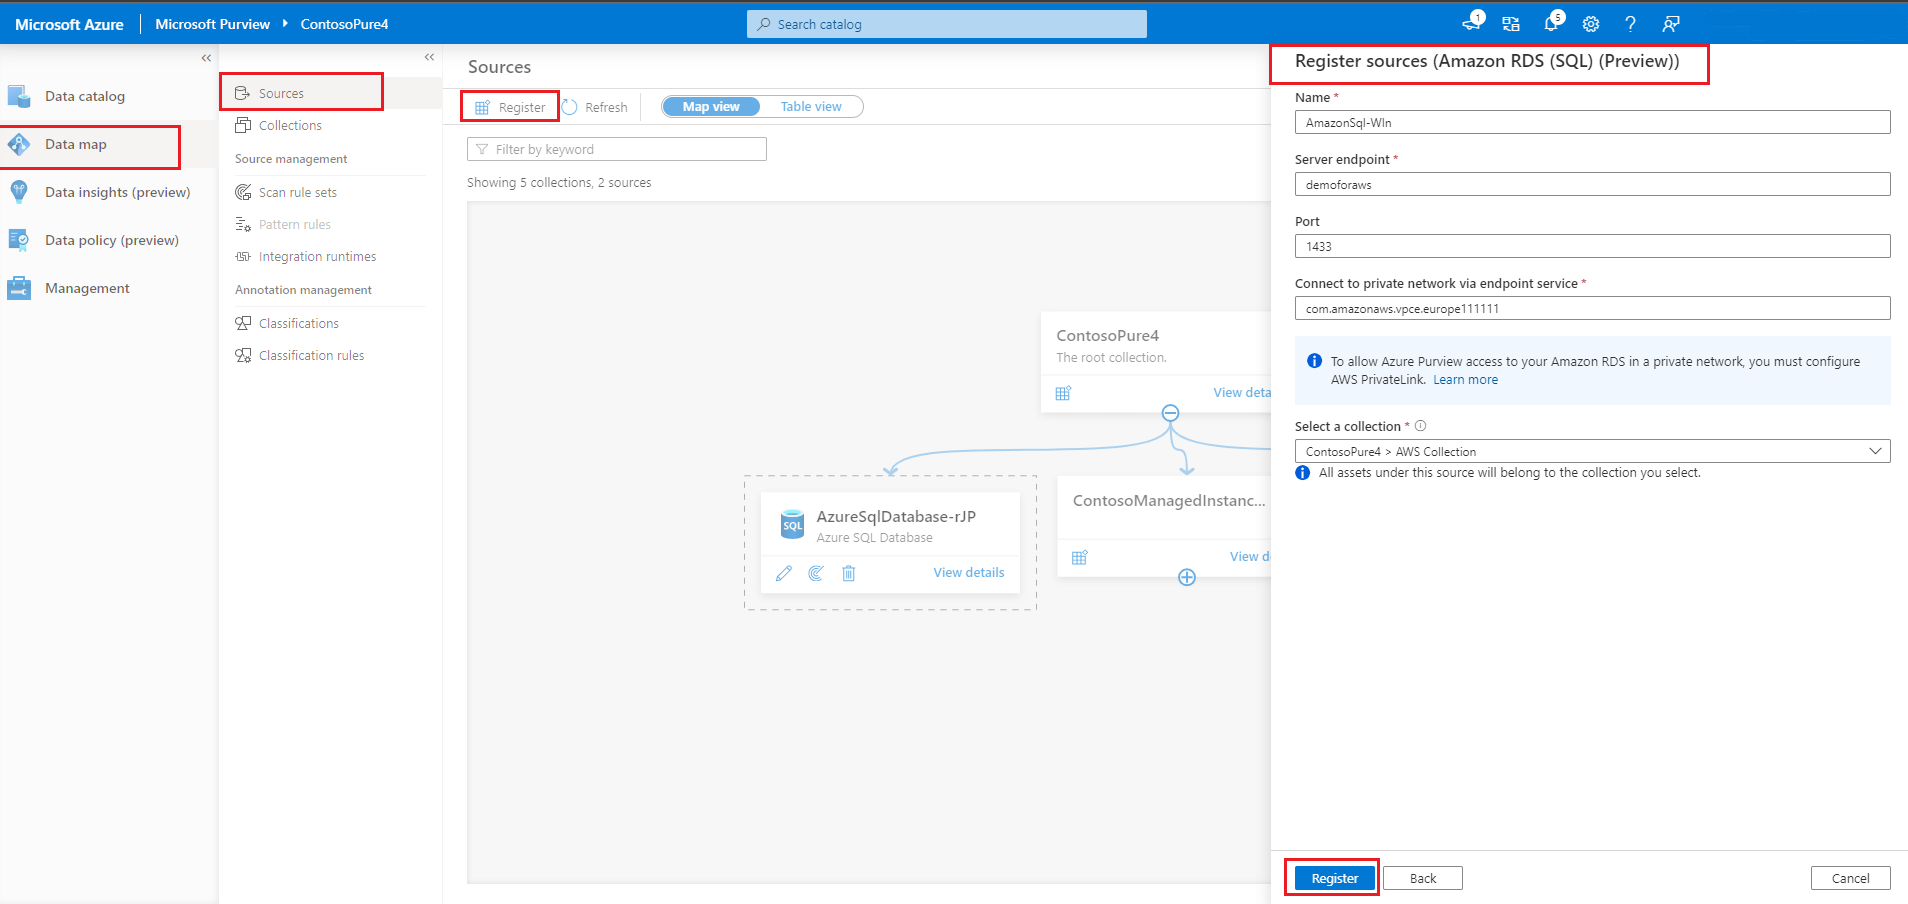 Microsoft Azure
Microsoft Purview
ContosoPure4
Search catalog
1
5
Data catalog
Data map
Data insights (preview)
Data policy (preview)
Management
Sources
Collections
Source management
Scan rule sets
Pattern rules
Integration runtimes
Annotation management
Classifications
Classification rules
Sources
Register
Refresh
Map view
Table view
Filter by keyword
Showing 5 collections, 2 sources
ContosoPure4
The root collection.
View deta
SQL
AzureSqlDatabase-rJP
Azure SQL Database
View details
ContosoManagedInstanc...
View d
Register sources (Amazon RDS (SQL) (Preview))
Name *
AmazonSql-WIn
Server endpoint *
demoforaws
Port
1433
Connect to private network via endpoint service *
com.amazonaws.vpce.europe111111
To allow Azure Purview access to your Amazon RDS in a private network, you must configure
AWS PrivateLink. Learn more
Select a collection *
ContosoPure4 > AWS Collection
All assets under this source will belong to the collection you select.
Register
Back
Cancel